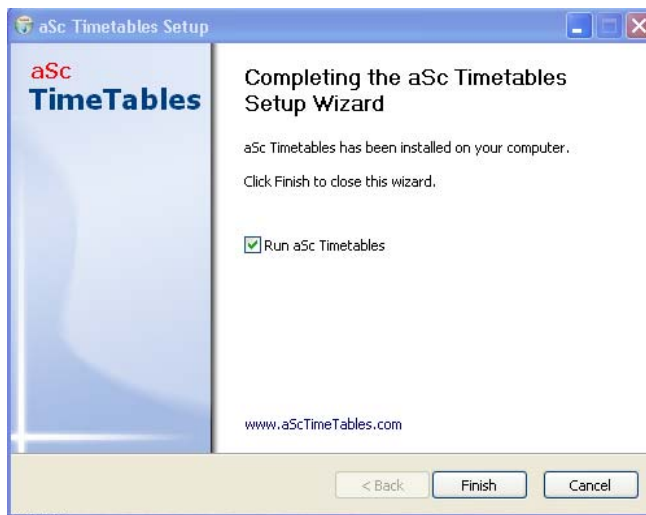 aSc Timetables Setup
aSc
TimeTables
Completing the aSc Timetables
Setup Wizard
aSc Timetables has been installed on your computer.
Click Finish to close this wizard.
Run aSc Timetables
www.aScTimeTables.com
< Back
Finish
Cancel